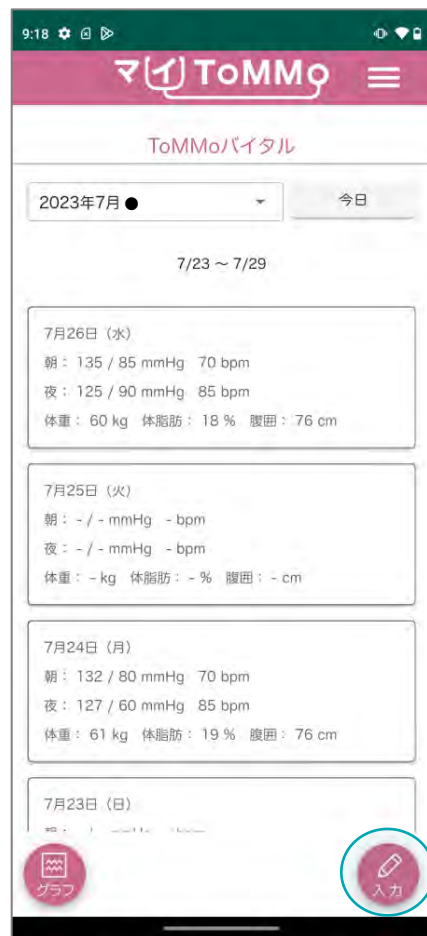 9:18
マイToMMo
ToMMoバイタル
2023年7月 ●
今日
7/23 ~ 7/29
7月26日（水）
朝： 135 / 85 mmHg 70 bpm
夜： 125 / 90 mmHg 85 bpm
体重： 60 kg 体脂肪： 18 % 腹囲： 76 cm
7月25日（火）
朝： - / - mmHg - bpm
夜： - / - mmHg - bpm
体重： - kg 体脂肪： - % 腹囲： - cm
7月24日（月）
朝： 132 / 80 mmHg 70 bpm
夜： 127 / 60 mmHg 85 bpm
体重： 61 kg 体脂肪： 19 % 腹囲： 76 cm
7月23日（日）
グラフ
入力